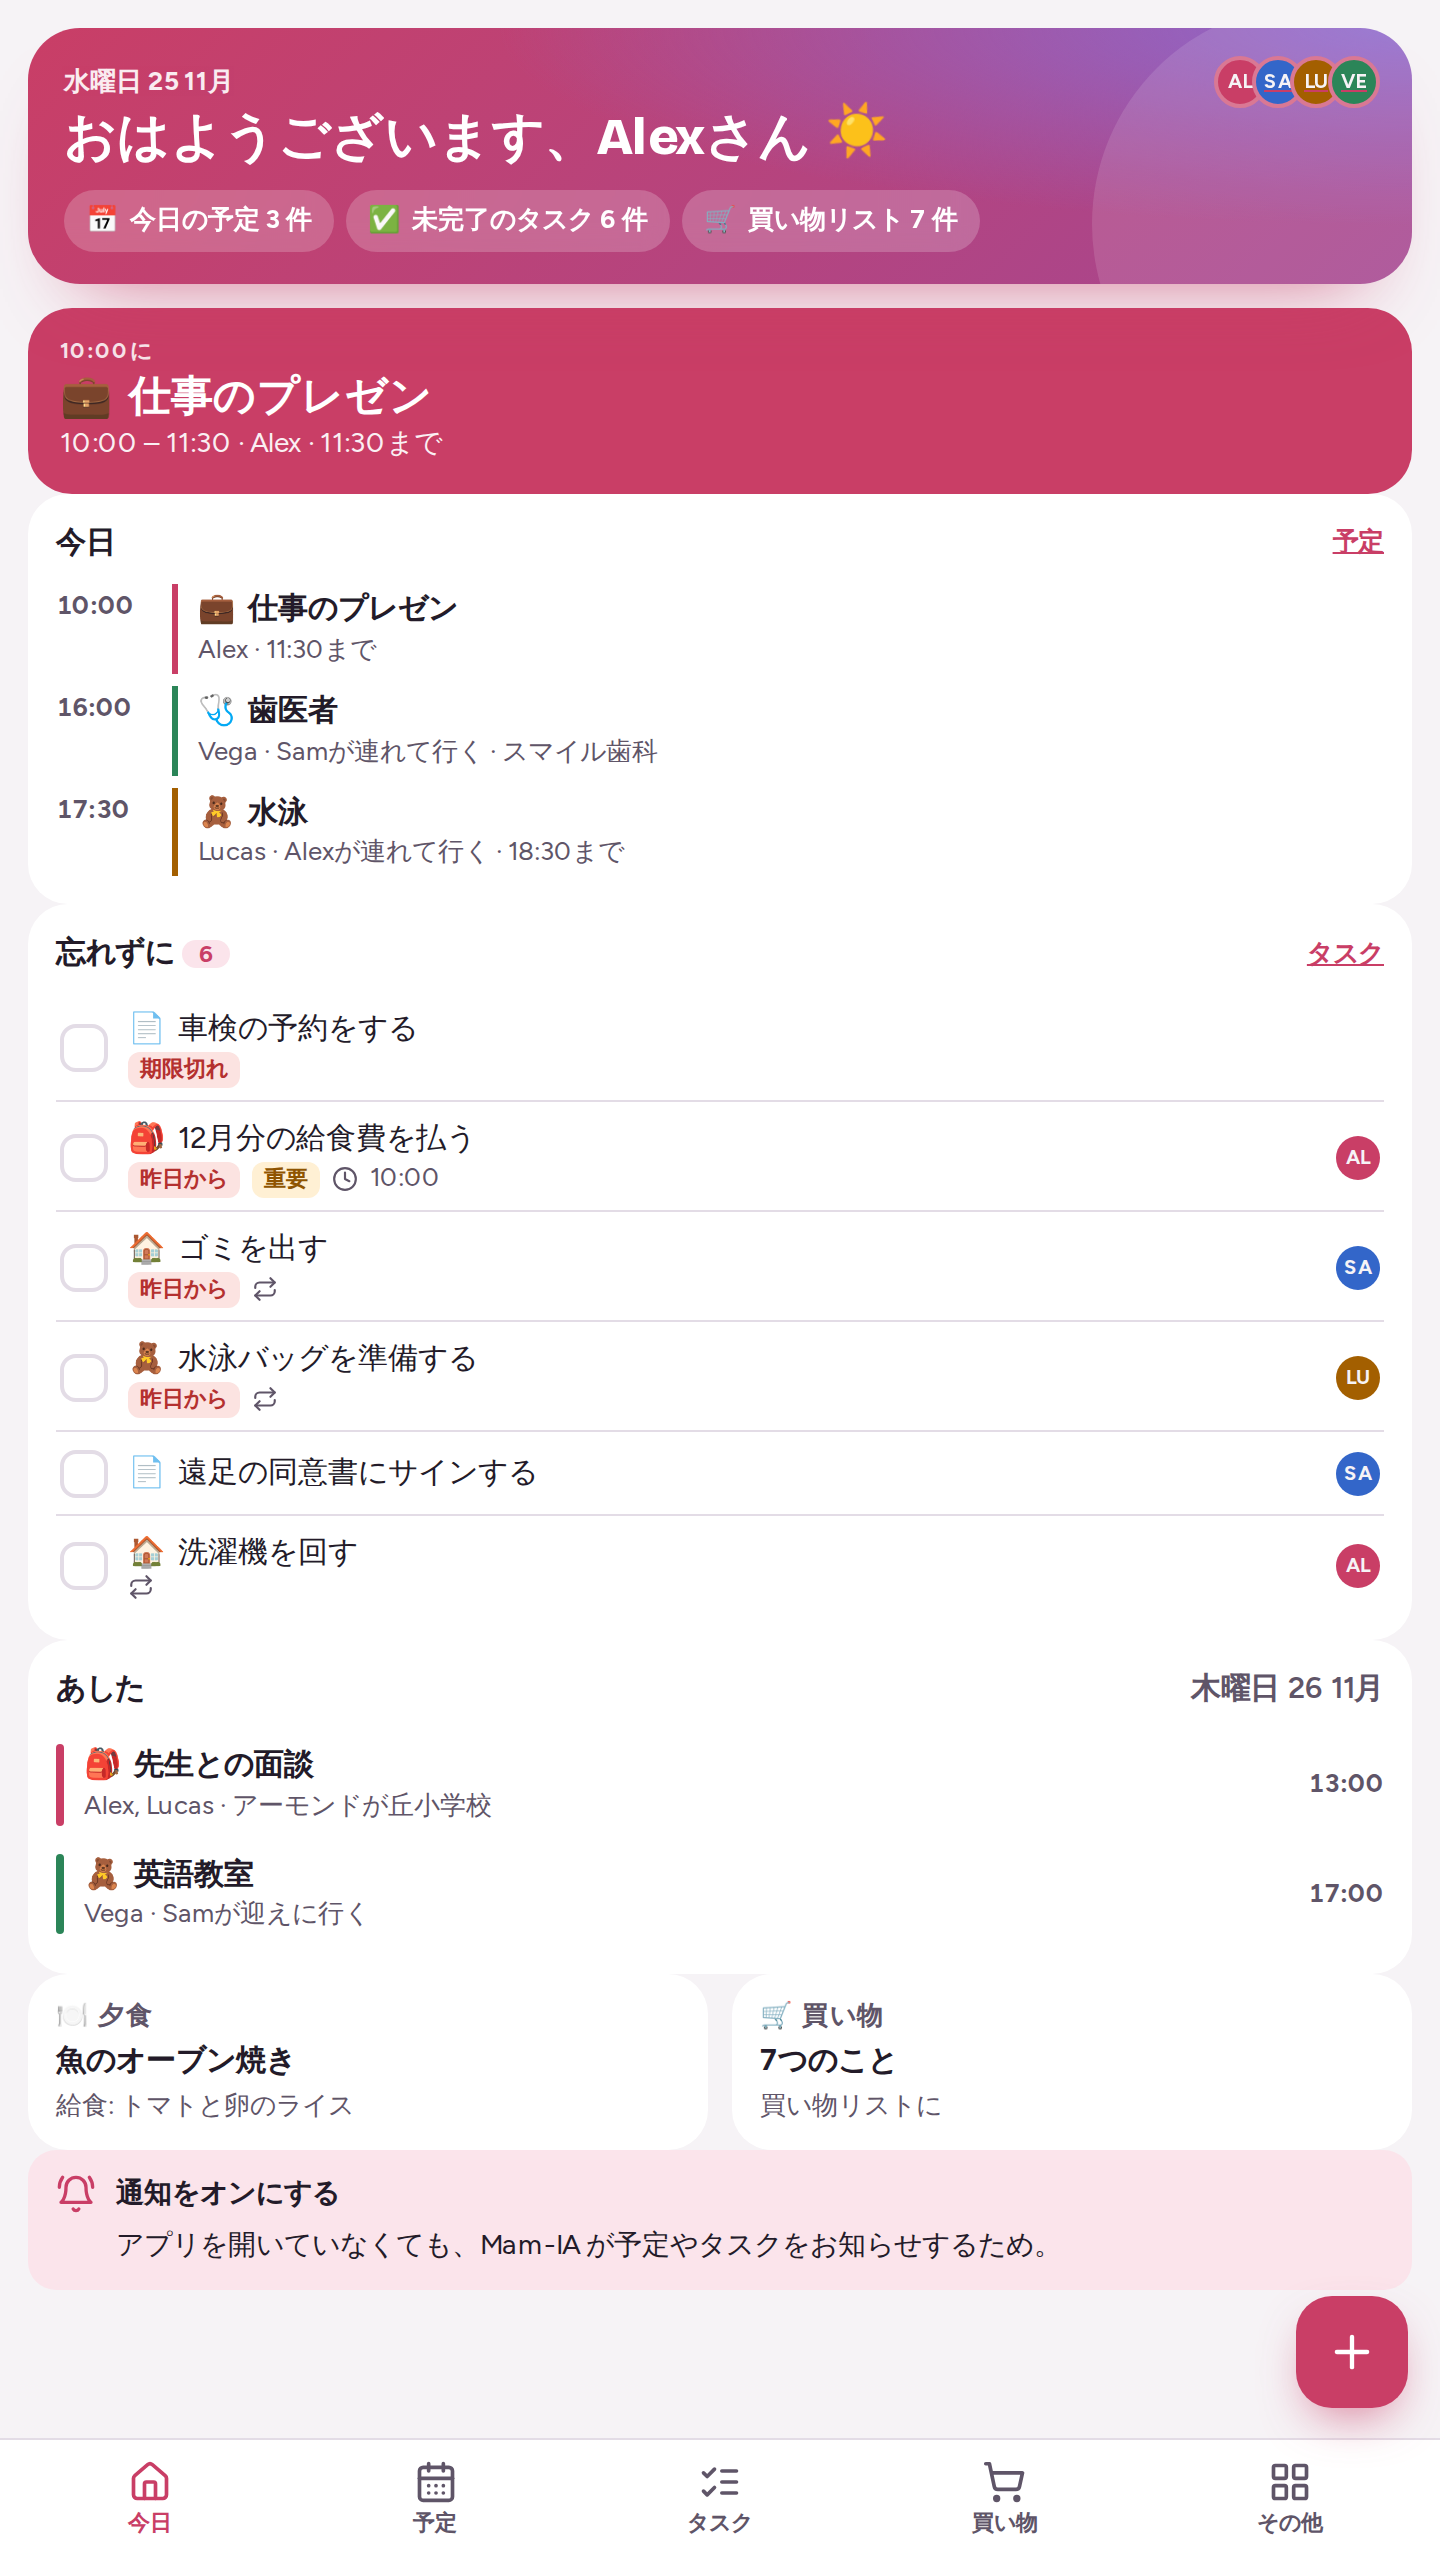 水曜日 25 11月
AL SA LU VE
おはようございます、Alexさん ☀️
📅 今日の予定 3 件
✅ 未完了のタスク 6 件
🛒 買い物リスト 7 件
10:00に
💼 仕事のプレゼン
10:00 – 11:30 · Alex · 11:30まで
今日
予定
10:00
💼 仕事のプレゼン
Alex · 11:30まで
16:00
🩺 歯医者
Vega · Samが連れて行く · スマイル歯科
17:30
🧸 水泳
Lucas · Alexが連れて行く · 18:30まで
忘れずに 6
タスク
📄 車検の予約をする
期限切れ
🎒 12月分の給食費を払う
昨日から 重要 10:00
AL
🏠 ゴミを出す
昨日から
SA
🧸 水泳バッグを準備する
昨日から
LU
📄 遠足の同意書にサインする
SA
🏠 洗濯機を回す
AL
あした
木曜日 26 11月
🎒 先生との面談
Alex, Lucas · アーモンドが丘小学校
13:00
🧸 英語教室
Vega · Samが迎えに行く
17:00
🍽️ 夕食
魚のオーブン焼き
給食: トマトと卵のライス
🛒 買い物
7つのこと
買い物リストに
通知をオンにする
アプリを開いていなくても、Mam-IA が予定やタスクをお知らせするため。
今日
予定
タスク
買い物
その他